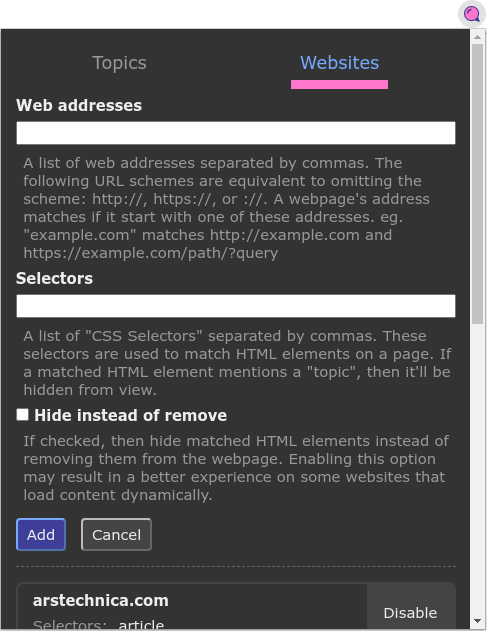 Topics Websites
Web addresses
A list of web addresses separated by commas. The
following URL schemes are equivalent to omitting the
scheme: http://, https://, or ://. A webpage's address
matches if it start with one of these addresses. eg.
"example.com" matches http://example.com and
https://example.com/path/?query
Selectors
A list of "CSS Selectors" separated by commas. These
selectors are used to match HTML elements on a page. If
a matched HTML element mentions a "topic", then it'll be
hidden from view.
Hide instead of remove
If checked, then hide matched HTML elements instead of
removing them from the webpage. Enabling this option
may result in a better experience on some websites that
load content dynamically.
Add Cancel
arstechnica.com
Disable
Selectors: article